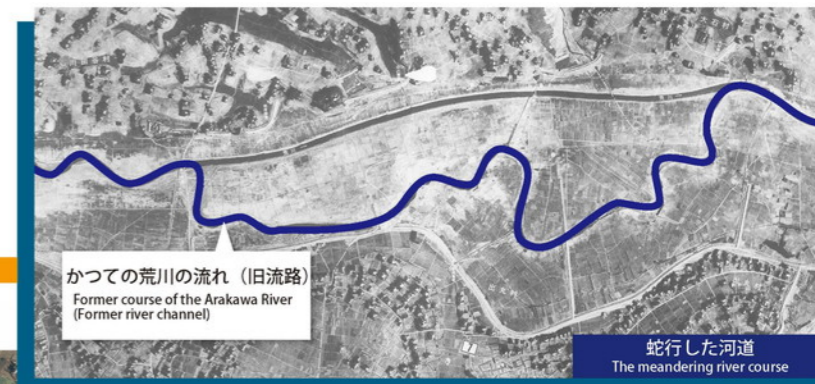 かつての荒川の流れ（旧流路）
Former course of the Arakawa River
(Former river channel)
蛇行した河道
The meandering river course